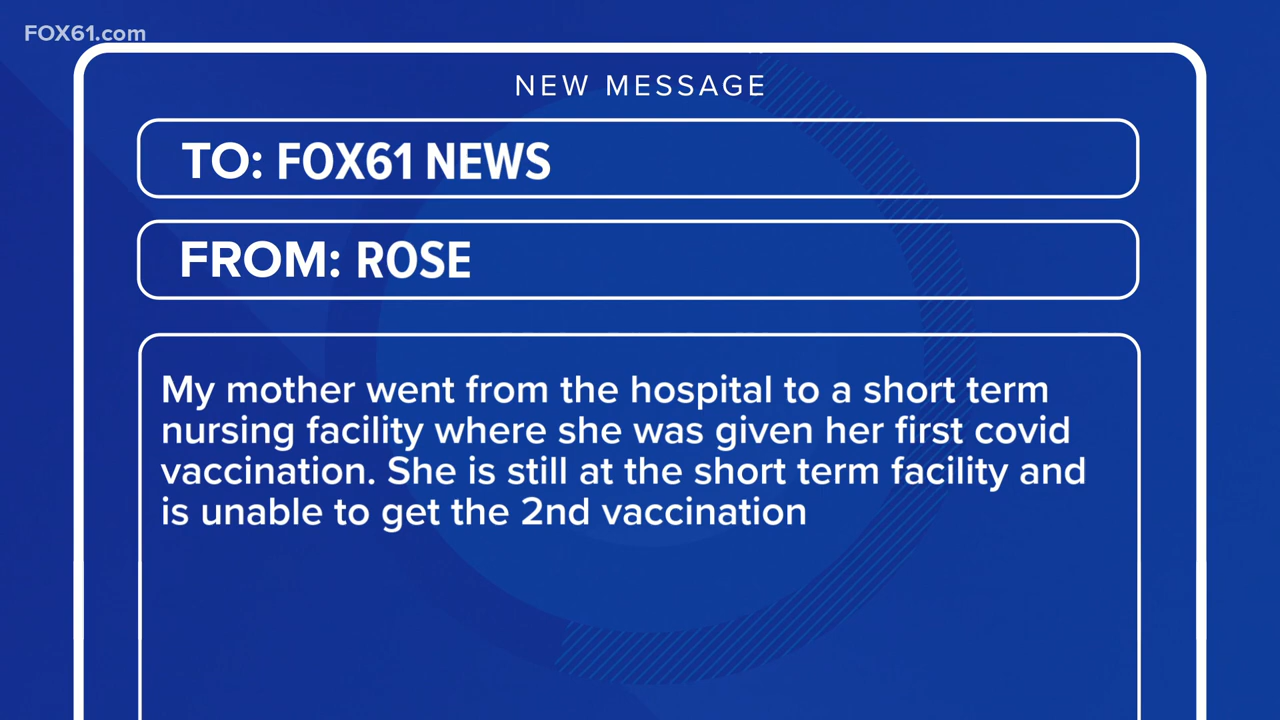 FOX61.com
NEW MESSAGE
TO: FOX61 NEWS
FROM: ROSE
My mother went from the hospital to a short term
nursing facility where she was given her first covid
vaccination. She is still at the short term facility and
is unable to get the 2nd vaccination